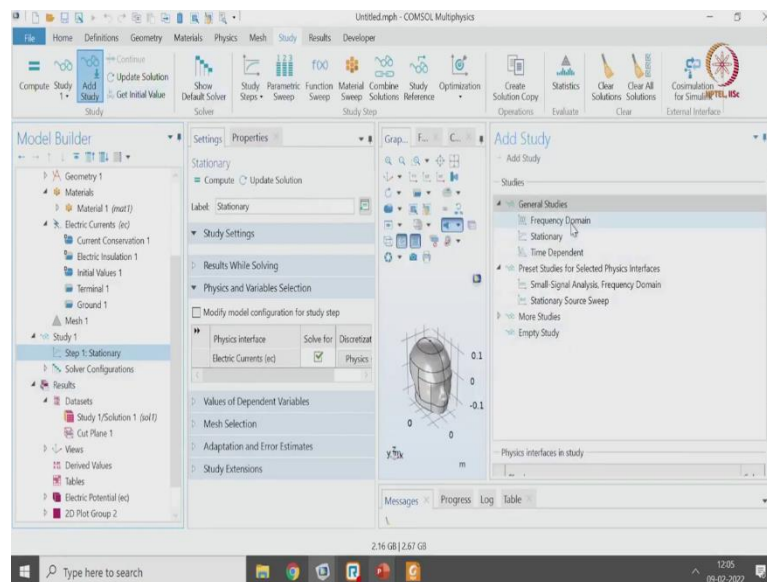 Untitled.mph - COMSOL Multiphysics
File Home Definitions Geometry Materials Physics Mesh Study Results Developer
Compute Study 1 Add Study Continue Update Solution Get Initial Value
Show Default Solver Study Steps Parametric Sweep Function Sweep Material Sweep Combine Solutions Study Reference Optimization
Create Solution Copy Statistics Clear Solutions Clear All Solutions Cosimulation for Simulink
NPTEL, IISc
Study Solver Study Step Operations Evaluate Clear External Interface
Model Builder
Geometry 1
Materials
Material 1 (mat1)
Electric Currents (ec)
Current Conservation 1
Electric Insulation 1
Initial Values 1
Terminal 1
Ground 1
Mesh 1
Study 1
Step 1: Stationary
Solver Configurations
Results
Datasets
Study 1/Solution 1 (sol1)
Cut Plane 1
Views
Derived Values
Tables
Electric Potential (ec)
2D Plot Group 2
Settings Properties
Stationary
Compute Update Solution
Label: Stationary
Study Settings
Results While Solving
Physics and Variables Selection
Modify model configuration for study step
Physics interface Solve for Discretizat
Electric Currents (ec) Physics
Values of Dependent Variables
Mesh Selection
Adaptation and Error Estimates
Study Extensions
Grap... F... C...
0.1
0
-0.1
0
0
y z x
m
Messages Progress Log Table
Add Study
Add Study
Studies
General Studies
Frequency Domain
Stationary
Time Dependent
Preset Studies for Selected Physics Interfaces
Small-Signal Analysis, Frequency Domain
Stationary Source Sweep
More Studies
Empty Study
Physics interfaces in study
2.16 GB | 2.67 GB
Type here to search
12:05
09-02-2022